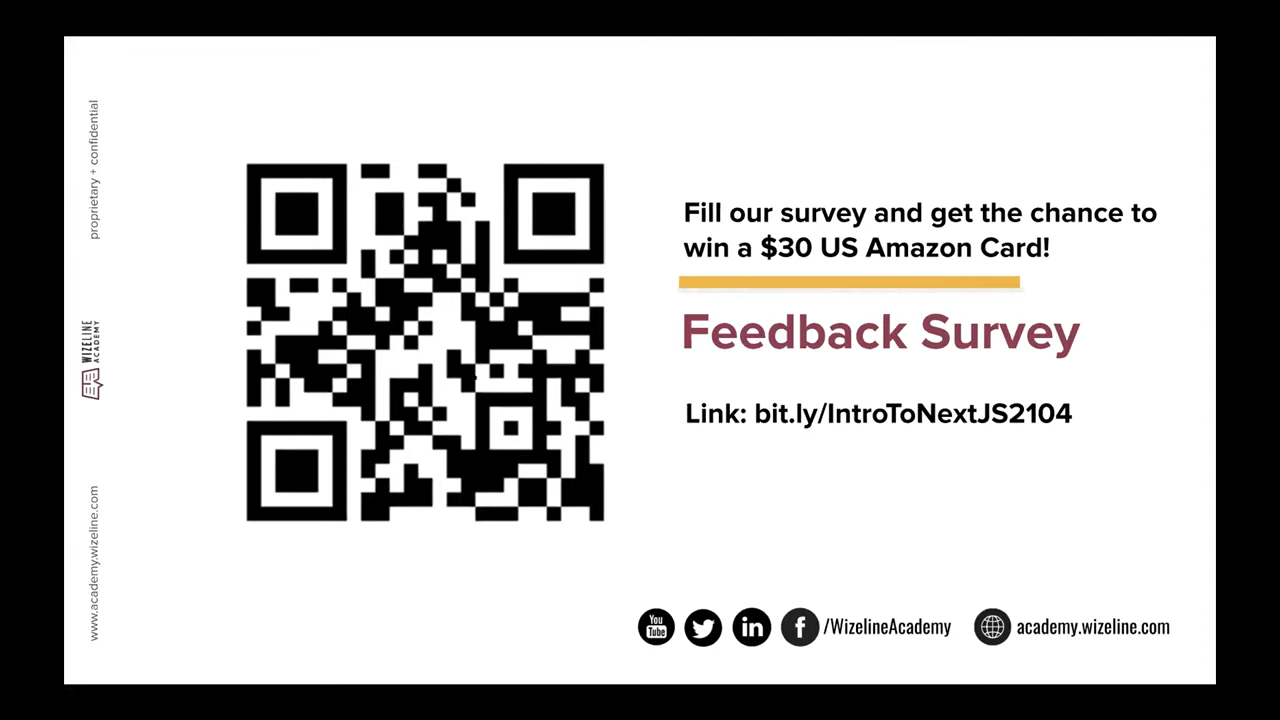 proprietary + confidential
WIZELINE
ACADEMY
www.academy.wizeline.com
Fill our survey and get the chance to
win a $30 US Amazon Card!
Feedback Survey
Link: bit.ly/IntroToNextJS2104
You
Tube
in
f
/WizelineAcademy
academy.wizeline.com